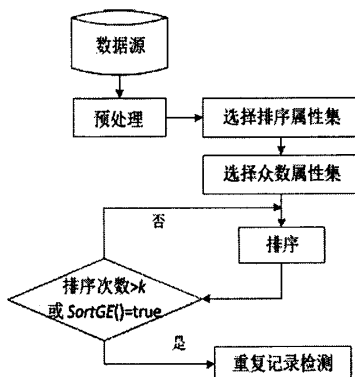 数据源
预处理
选择排序属性集
选择众数属性集
否
排序
排序次数>k
或 SortGE()=true
是
重复记录检测